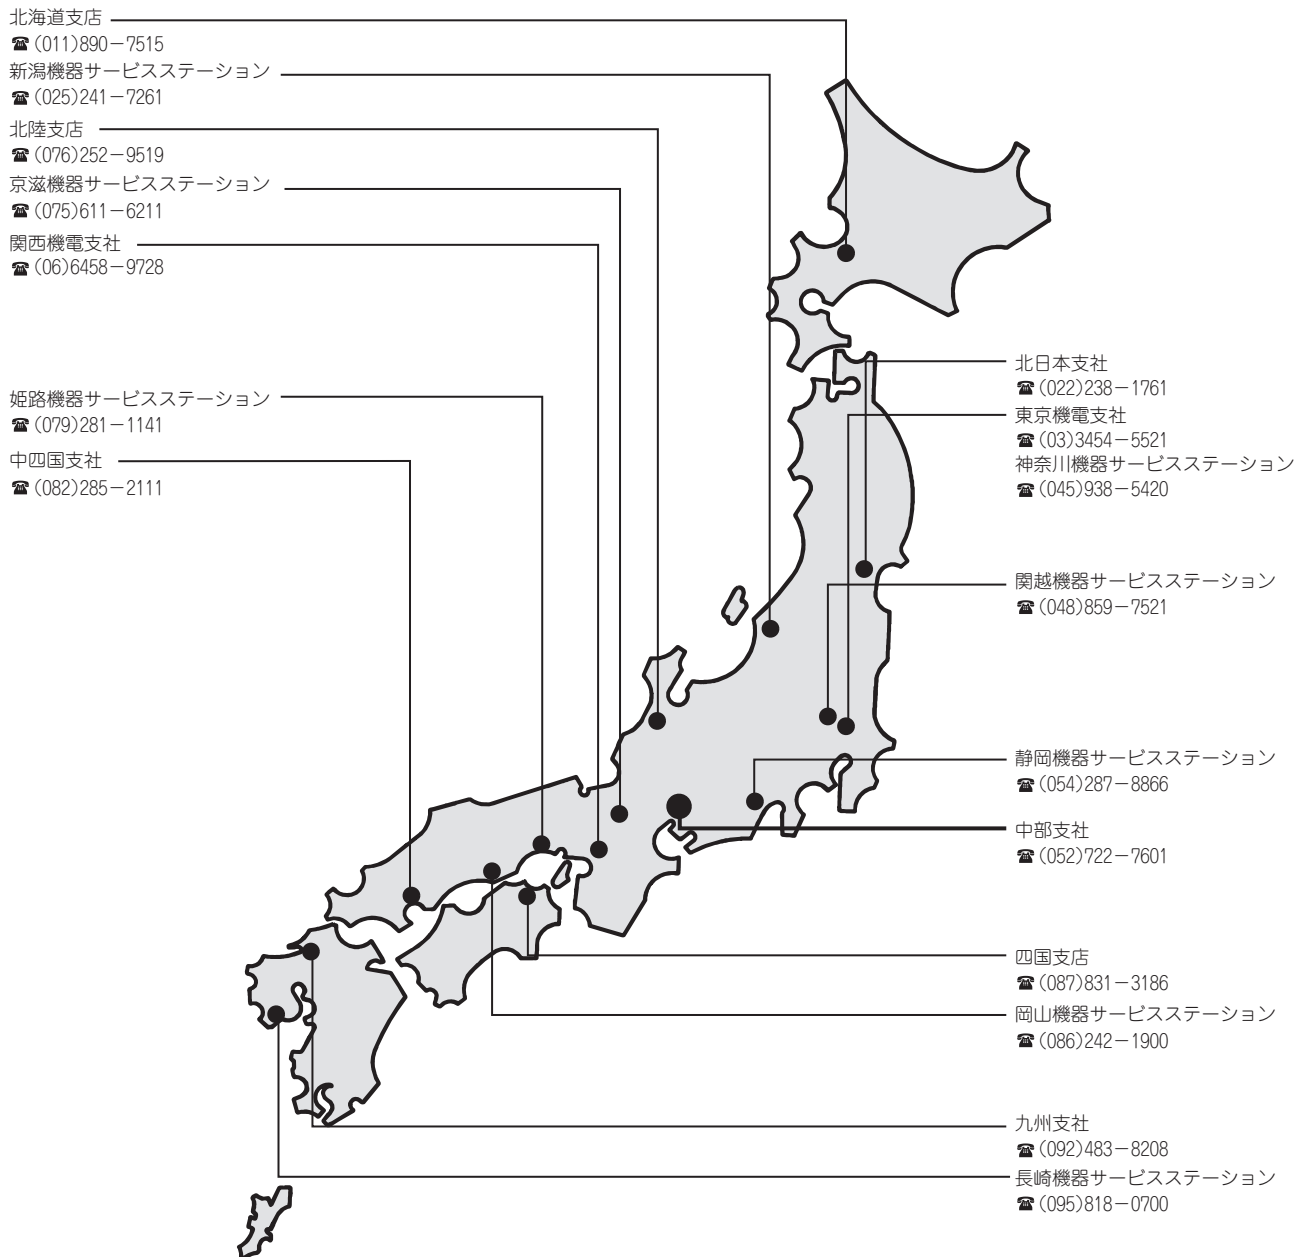 北海道支店
☎(011)890－7515
新潟機器サービスステーション
☎(025)241－7261
北陸支店
☎(076)252－9519
京滋機器サービスステーション
☎(075)611－6211
関西機電支社
☎(06)6458－9728
姫路機器サービスステーション
☎(079)281－1141
中四国支社
☎(082)285－2111
北日本支社
☎(022)238－1761
東京機電支社
☎(03)3454－5521
神奈川機器サービスステーション
☎(045)938－5420
関越機器サービスステーション
☎(048)859－7521
静岡機器サービスステーション
☎(054)287－8866
中部支社
☎(052)722－7601
四国支店
☎(087)831－3186
岡山機器サービスステーション
☎(086)242－1900
九州支社
☎(092)483－8208
長崎機器サービスステーション
☎(095)818－0700